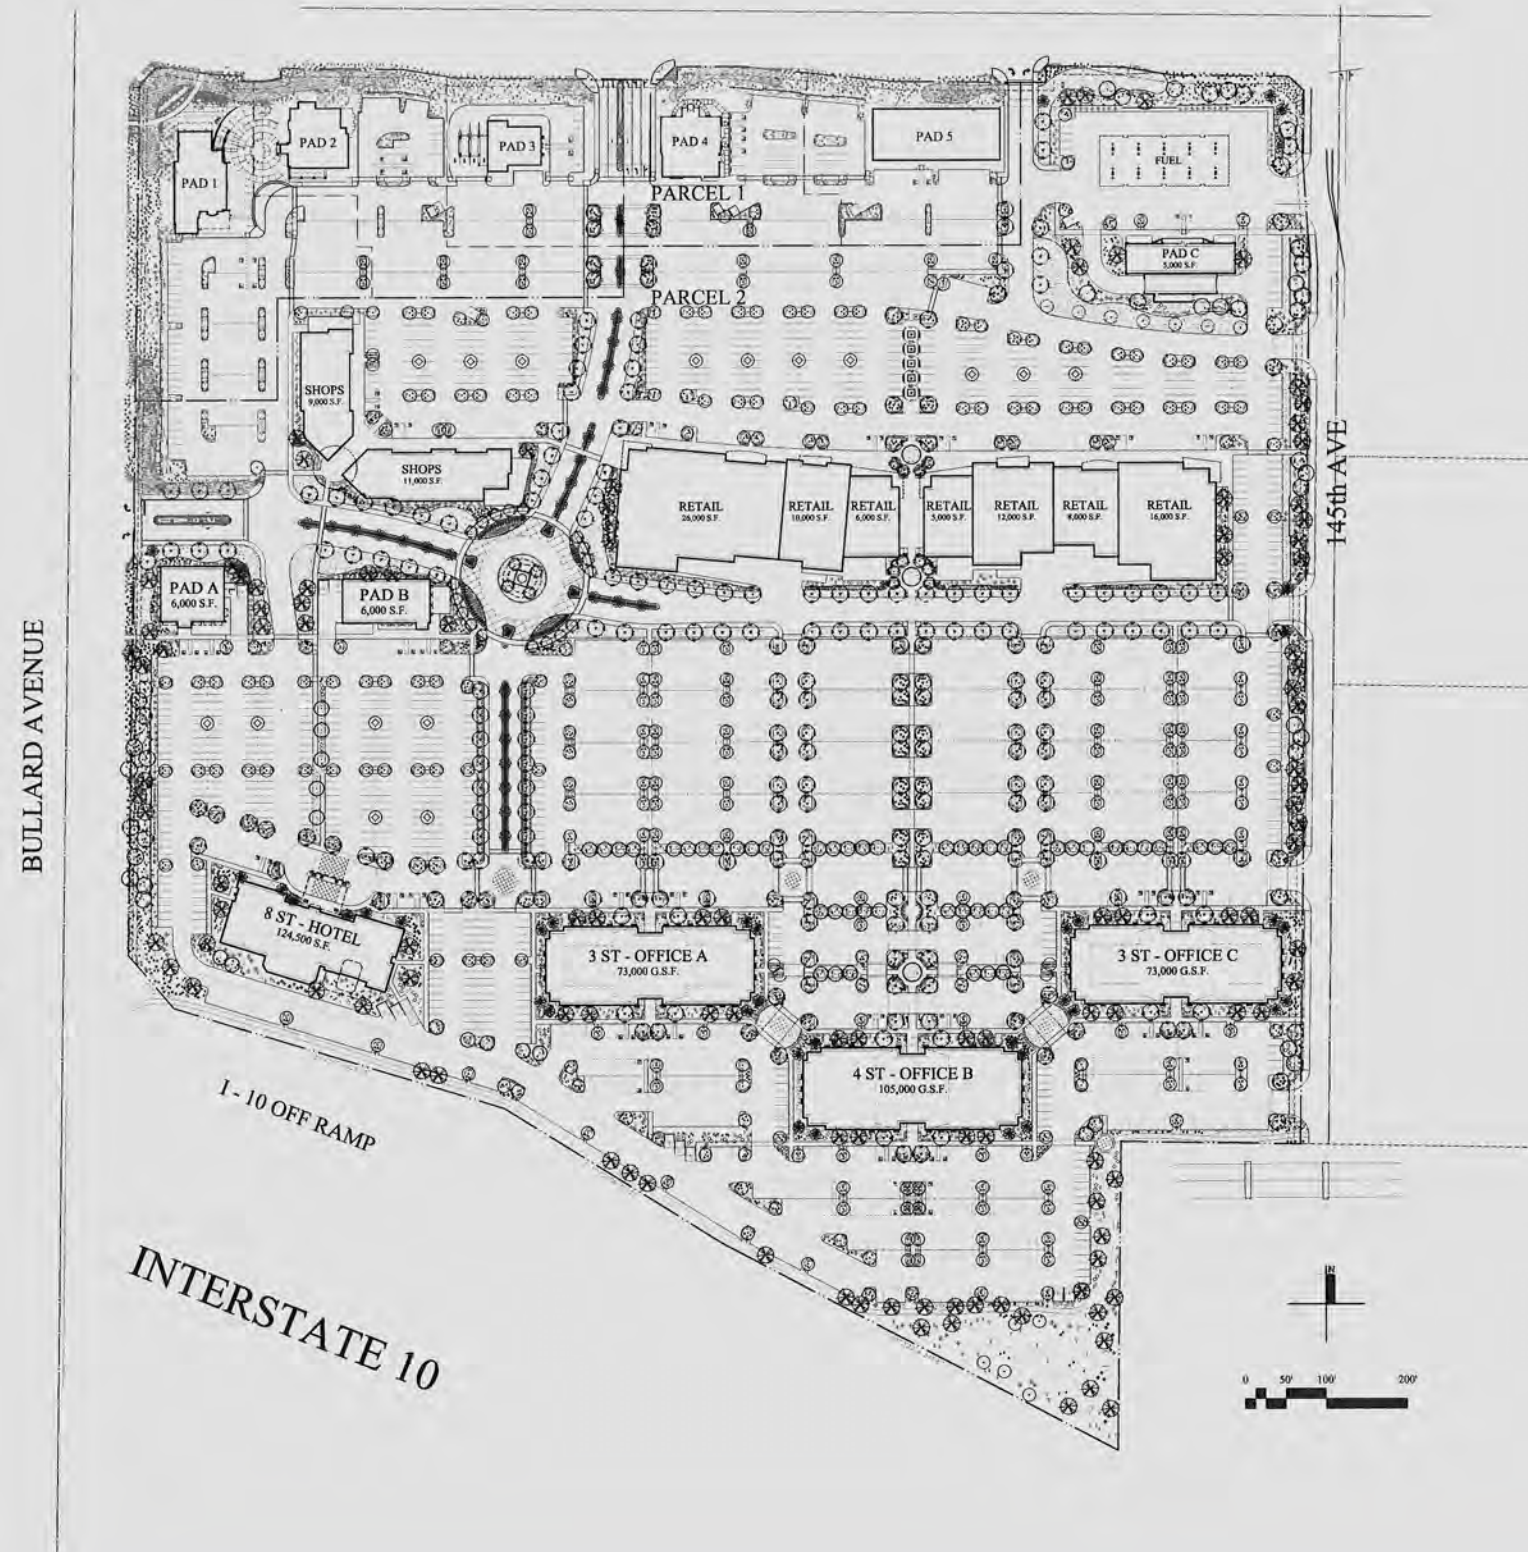 PAD 1
PAD 2
PAD 3
PAD 4
PAD 5
FUEL
PARCEL 1
PAD C
5,000 S.F.
PARCEL 2
SHOPS
9,000 S.F.
SHOPS
11,000 S.F.
RETAIL
26,000 S.F.
RETAIL
10,000 S.F.
RETAIL
6,000 S.F.
RETAIL
5,000 S.F.
RETAIL
12,000 S.F.
RETAIL
8,000 S.F.
RETAIL
16,000 S.F.
145th AVE
PAD A
6,000 S.F.
PAD B
6,000 S.F.
BULLARD AVENUE
8 ST - HOTEL
124,500 S.F.
3 ST - OFFICE A
73,000 G.S.F.
3 ST - OFFICE C
73,000 G.S.F.
4 ST - OFFICE B
105,000 G.S.F.
I - 10 OFF RAMP
INTERSTATE 10
N
0 50' 100' 200'